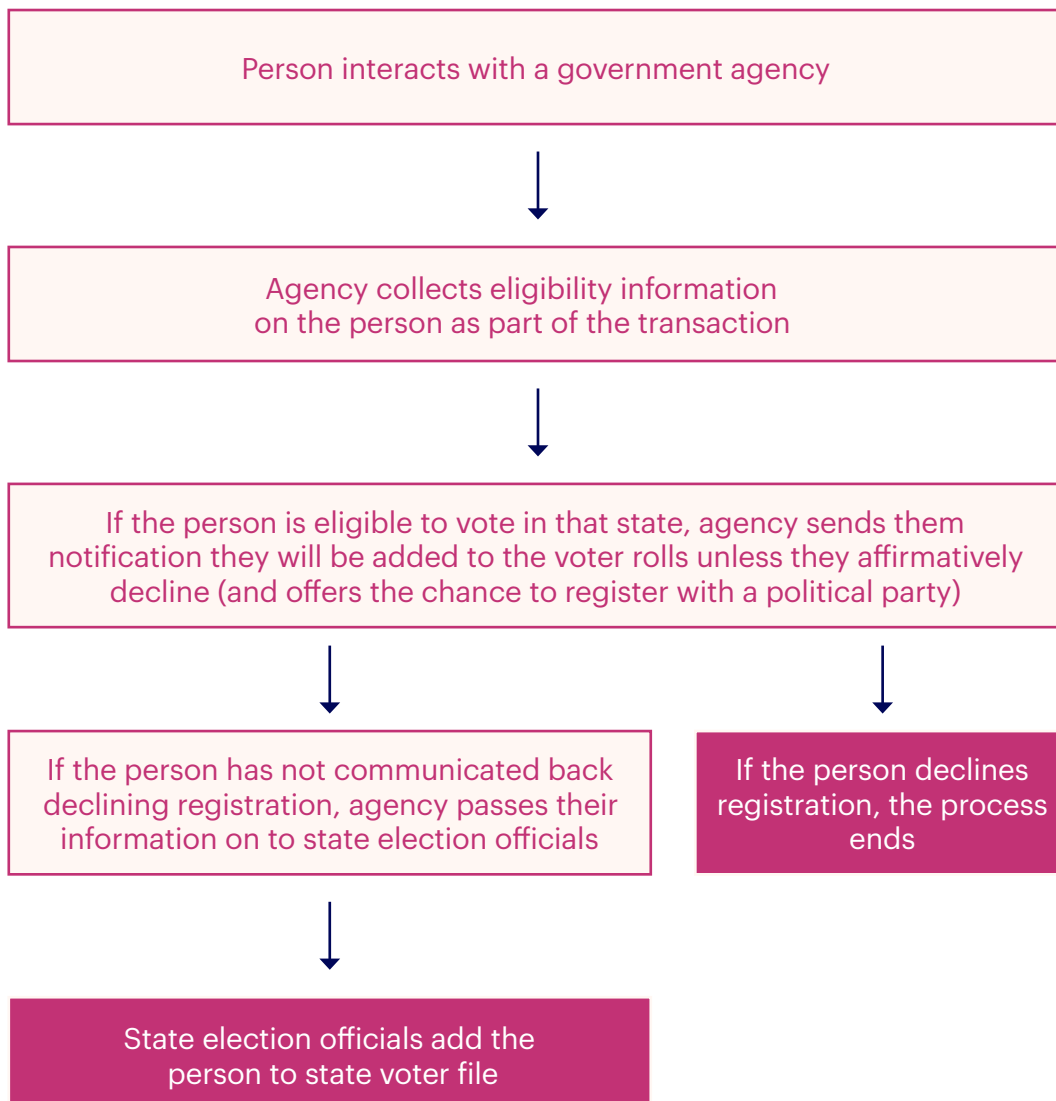 Person interacts with a government agency
Agency collects eligibility information
on the person as part of the transaction
If the person is eligible to vote in that state, agency sends them
notification they will be added to the voter rolls unless they affirmatively
decline (and offers the chance to register with a political party)
If the person has not communicated back
declining registration, agency passes their
information on to state election officials
If the person declines
registration, the process
ends
State election officials add the
person to state voter file